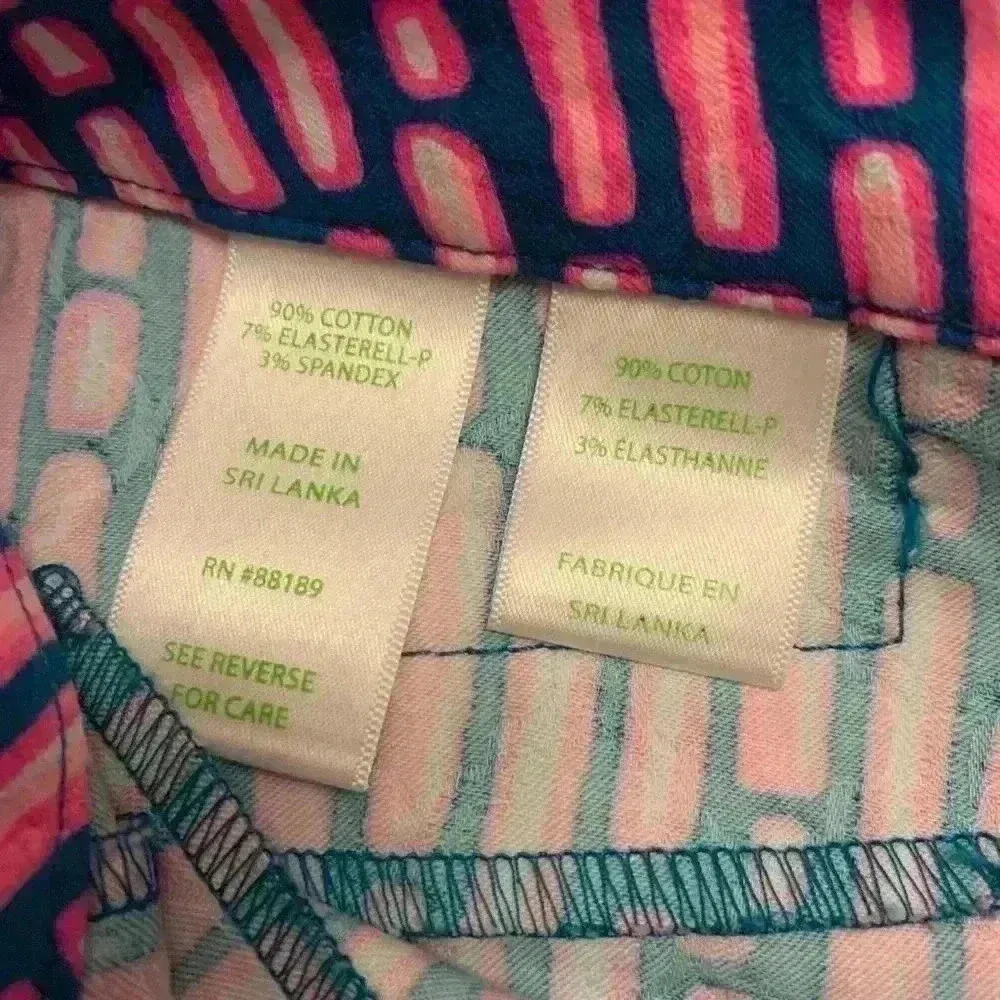 90% COTTON
7% ELASTERELL-P
3% SPANDEX
MADE IN
SRI LANKA
RN #88189
SEE REVERSE
FOR CARE
90% COTON
7% ELASTERELL-P
3% ÉLASTHANNE
FABRIQUE EN
SRI LANKA